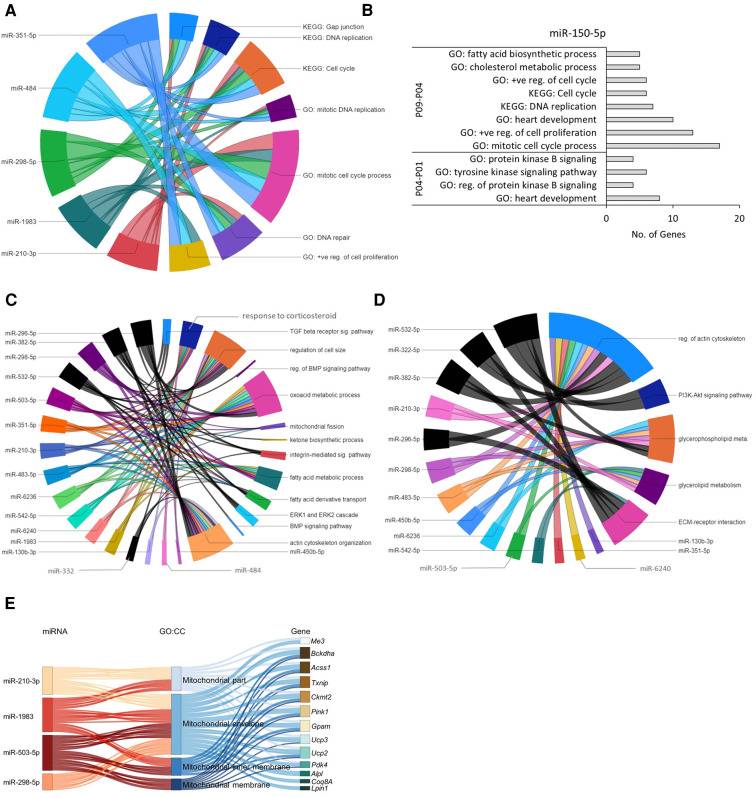 A
miR-351-5p
miR-484
miR-298-5p
miR-1983
miR-210-3p
KEGG: Gap junction
KEGG: DNA replication
KEGG: Cell cycle
GO: mitotic DNA replication
GO: mitotic cell cycle process
GO: DNA repair
GO: +ve reg. of cell proliferation
B
miR-150-5p
P09-P04
GO: fatty acid biosynthetic process
GO: cholesterol metabolic process
GO: +ve reg. of cell cycle
KEGG: Cell cycle
KEGG: DNA replication
GO: heart development
GO: +ve reg. of cell proliferation
GO: mitotic cell cycle process
P04-P01
GO: protein kinase B signaling
GO: tyrosine kinase signaling pathway
GO: reg. of protein kinase B signaling
GO: heart development
0 10 20
No. of Genes
C
miR-296-5p
miR-382-5p
miR-298-5p
miR-532-5p
miR-503-5p
miR-351-5p
miR-210-3p
miR-483-5p
miR-6236
miR-542-5p
miR-6240
miR-1983
miR-130b-3p
miR-332
response to corticosteroid
TGF beta receptor sig. pathway
regulation of cell size
reg. of BMP signaling pathway
oxoacid metabolic process
mitochondrial fission
ketone biosynthetic process
integrin-mediated sig. pathway
fatty acid metabolic process
fatty acid derivative transport
ERK1 and ERK2 cascade
BMP signaling pathway
actin cytoskeleton organization
miR-450b-5p
miR-484
D
miR-532-5p
miR-322-5p
miR-382-5p
miR-210-3p
miR-296-5p
miR-298-5p
miR-483-5p
miR-450b-5p
miR-6236
miR-542-5p
miR-503-5p
reg. of actin cytoskeleton
PI3K-Akt signaling pathway
glycerophospholipid meta.
glycerolipid metabolism
ECM-receptor interaction
miR-130b-3p
miR-351-5p
miR-6240
E
miRNA GO:CC Gene
miR-210-3p
miR-1983
miR-503-5p
miR-298-5p
Mitochondrial part
Mitochondrial envelope
Mitochondrial inner membrane
Mitochondrial membrane
Me3
Bckdha
Acss1
Txnip
Ckmt2
Pink1
Gpam
Ucp3
Ucp2
Pdk4
Alpl
Coq8A
Lpin1